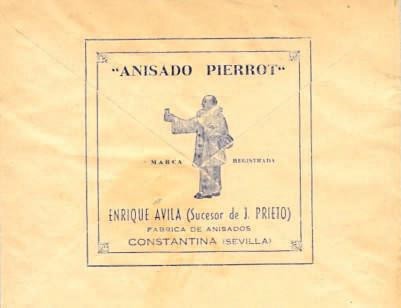 "ANISADO PIERROT"
MARCA REGISTRADA
ENRIQUE AVILA (Sucesor de J. PRIETO)
FABRICA DE ANISADOS
CONSTANTINA (SEVILLA)